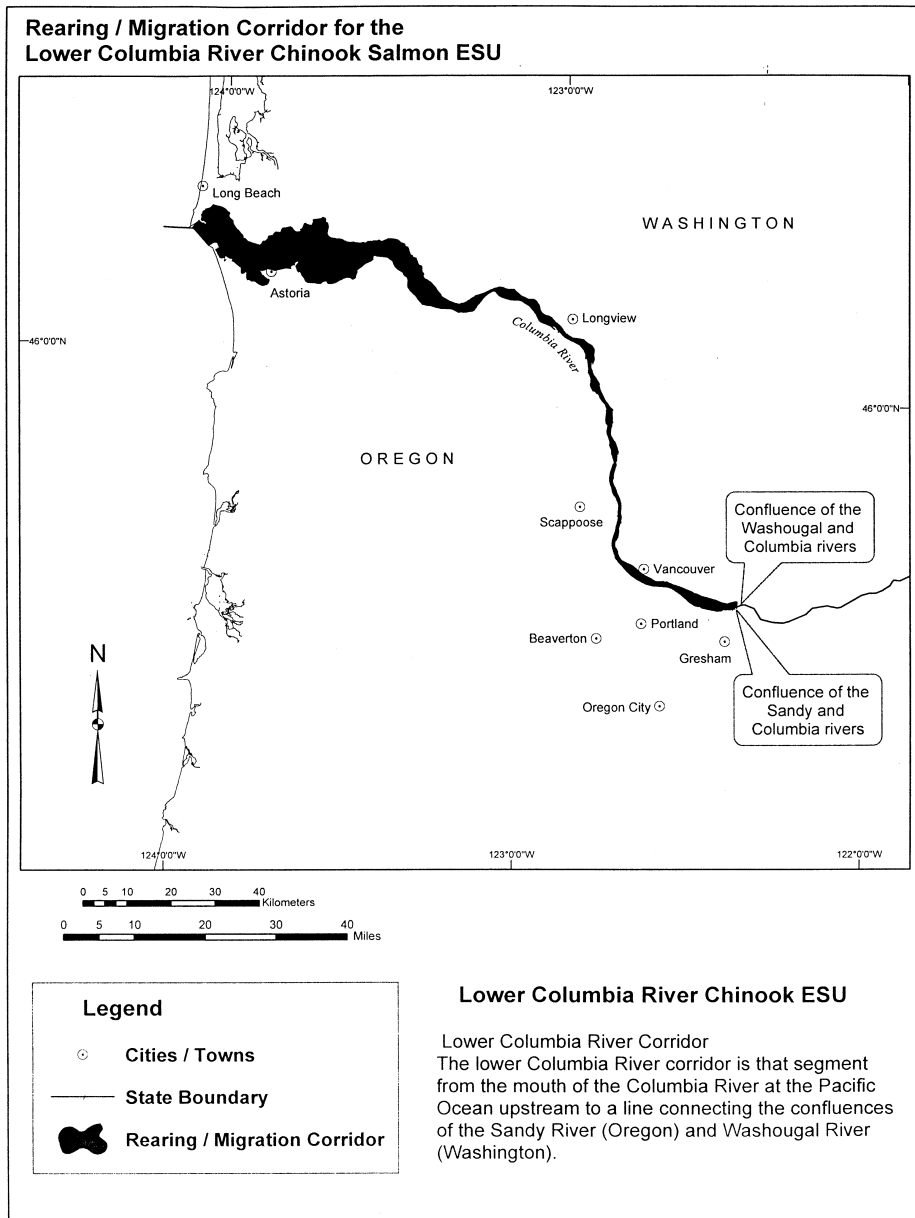 Rearing / Migration Corridor for the
Lower Columbia River Chinook Salmon ESU
124°0'0"W
123°0'0"W
Long Beach
WASHINGTON
Astoria
Longview
Columbia River
46°0'0"N
46°0'0"N
OREGON
Scappoose
Confluence of the
Washougal and
Columbia rivers
Vancouver
Portland
Beaverton
Gresham
N
Oregon City
Confluence of the
Sandy and
Columbia rivers
124°0'0"W
123°0'0"W
122°0'0"W
0 5 10 20 30 40
Kilometers
0 5 10 20 30 40
Miles
Legend
Cities / Towns
State Boundary
Rearing / Migration Corridor
Lower Columbia River Chinook ESU
Lower Columbia River Corridor
The lower Columbia River corridor is that segment
from the mouth of the Columbia River at the Pacific
Ocean upstream to a line connecting the confluences
of the Sandy River (Oregon) and Washougal River
(Washington).